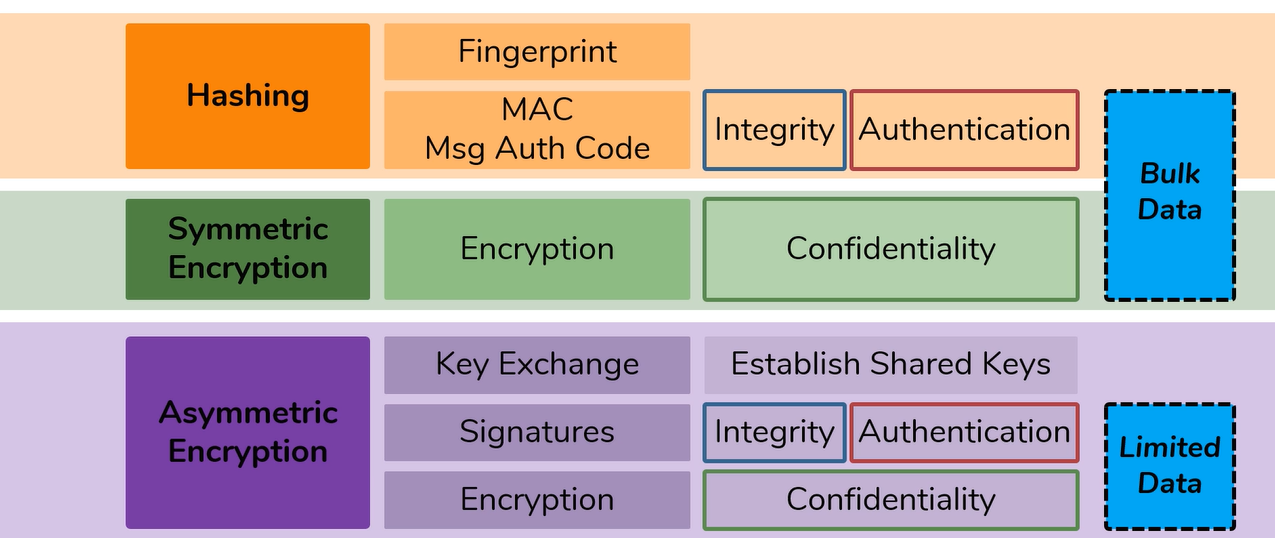 Hashing
Fingerprint
MAC
Msg Auth Code
Integrity
Authentication
Bulk
Data
Symmetric
Encryption
Encryption
Confidentiality
Asymmetric
Encryption
Key Exchange
Establish Shared Keys
Signatures
Integrity
Authentication
Encryption
Confidentiality
Limited
Data